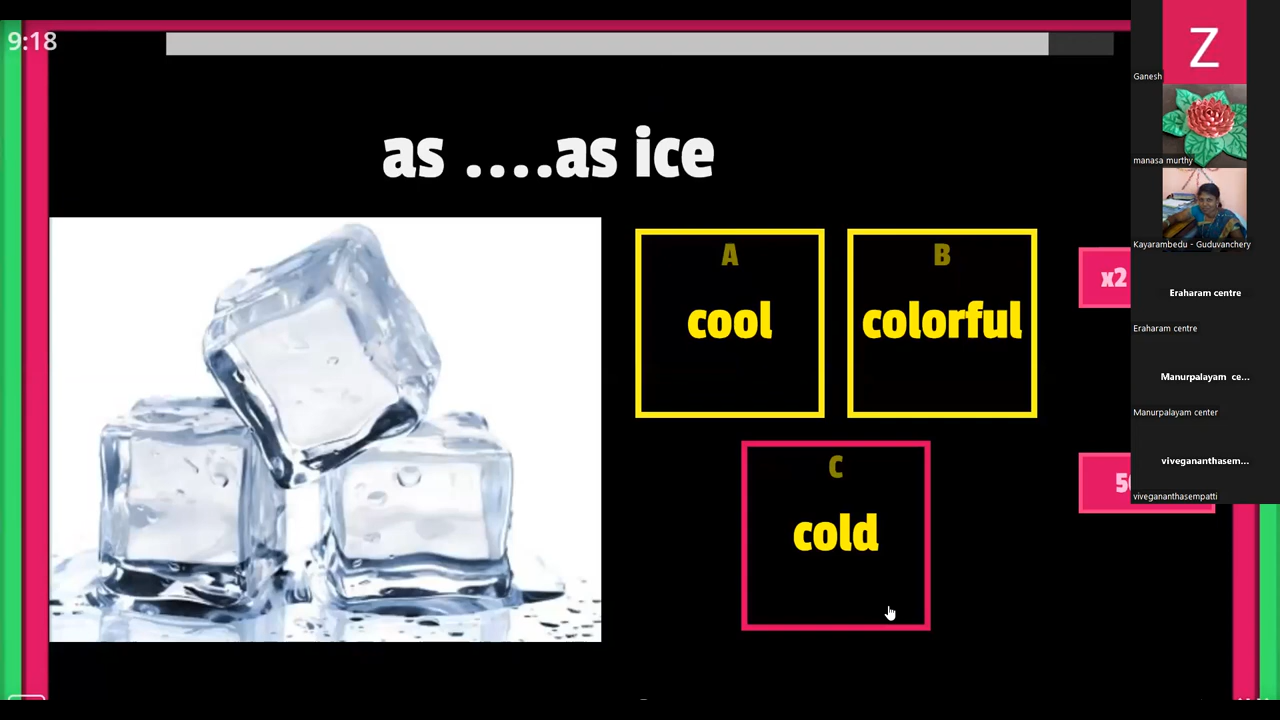 9:18
as ....as ice
A
cool
B
colorful
C
cold
x2
Z
Ganesh
manasa murthy
Kayarambedu - Guduvanchery
Eraharam centre
Eraharam centre
Manurpalayam ce...
Manurpalayam center
vivegananthasem...
vivegananthasempatti